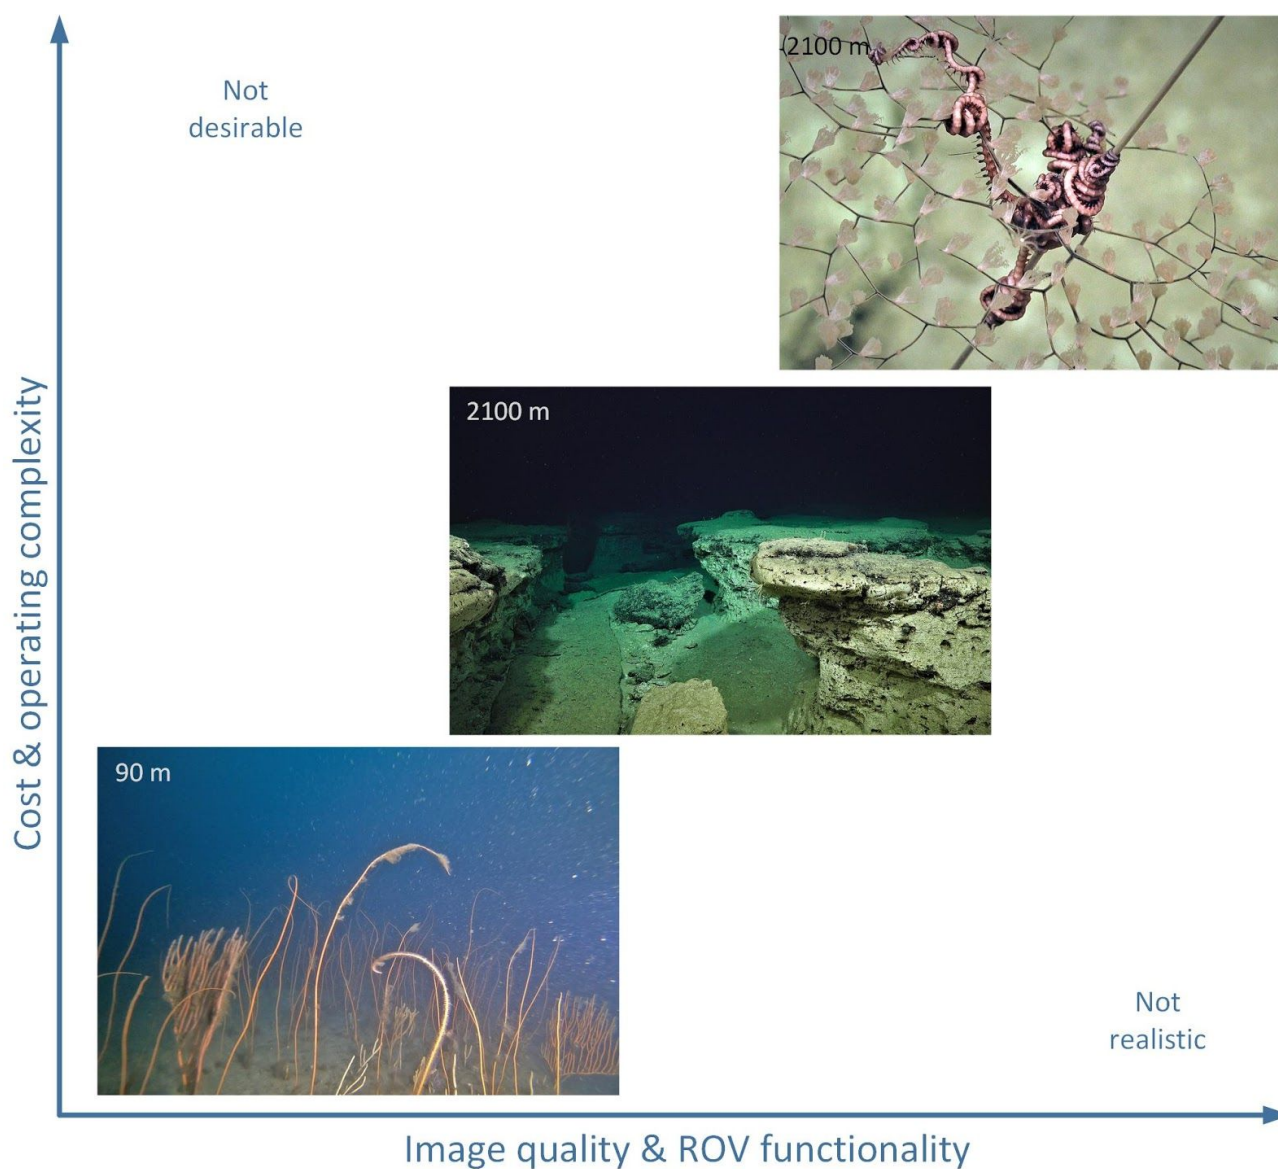 Not
desirable
2100 m
2100 m
90 m
Not
realistic
Cost & operating complexity
Image quality & ROV functionality